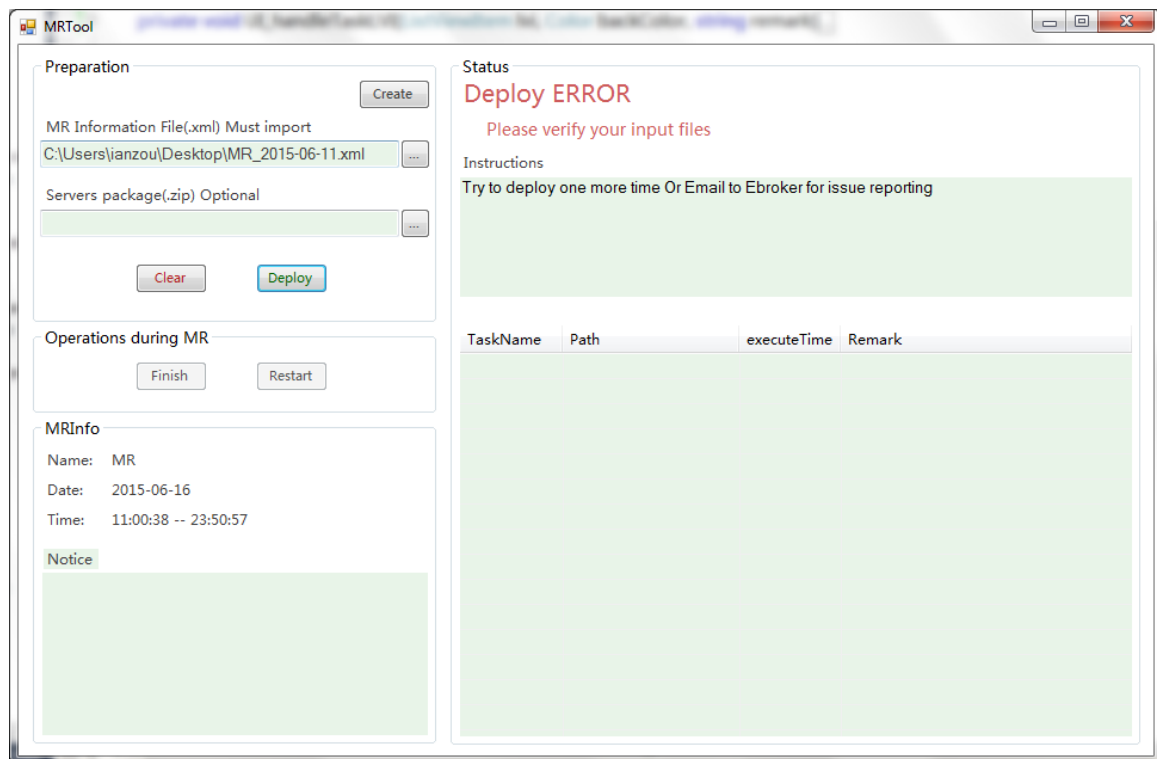 MRTool
Preparation
Create
MR Information File(.xml) Must import
C:\Users\ianzou\Desktop\MR_2015-06-11.xml
...
Servers package(.zip) Optional
...
Clear
Deploy
Operations during MR
Finish
Restart
MRInfo
Name: MR
Date: 2015-06-16
Time: 11:00:38 -- 23:50:57
Notice
Status
Deploy ERROR
Please verify your input files
Instructions
Try to deploy one more time Or Email to Ebroker for issue reporting
TaskName Path executeTime Remark